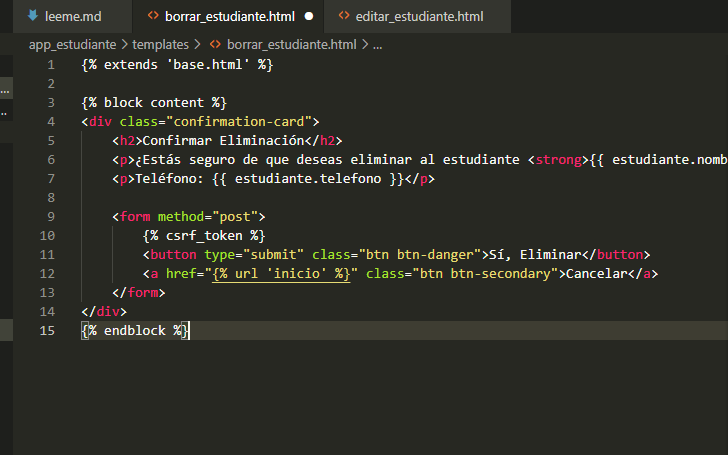 leeme.md borrar_estudiante.html editar_estudiante.html
app_estudiante > templates > borrar_estudiante.html > ...
1 {% extends 'base.html' %}
2
3 {% block content %}
4 <div class="confirmation-card">
5 <h2>Confirmar Eliminación</h2>
6 <p>¿Estás seguro de que deseas eliminar al estudiante <strong>{{ estudiante.nomb
7 <p>Teléfono: {{ estudiante.telefono }}</p>
8
9 <form method="post">
10 {% csrf_token %}
11 <button type="submit" class="btn btn-danger">Sí, Eliminar</button>
12 <a href="{% url 'inicio' %}" class="btn btn-secondary">Cancelar</a>
13 </form>
14 </div>
15 {% endblock %}